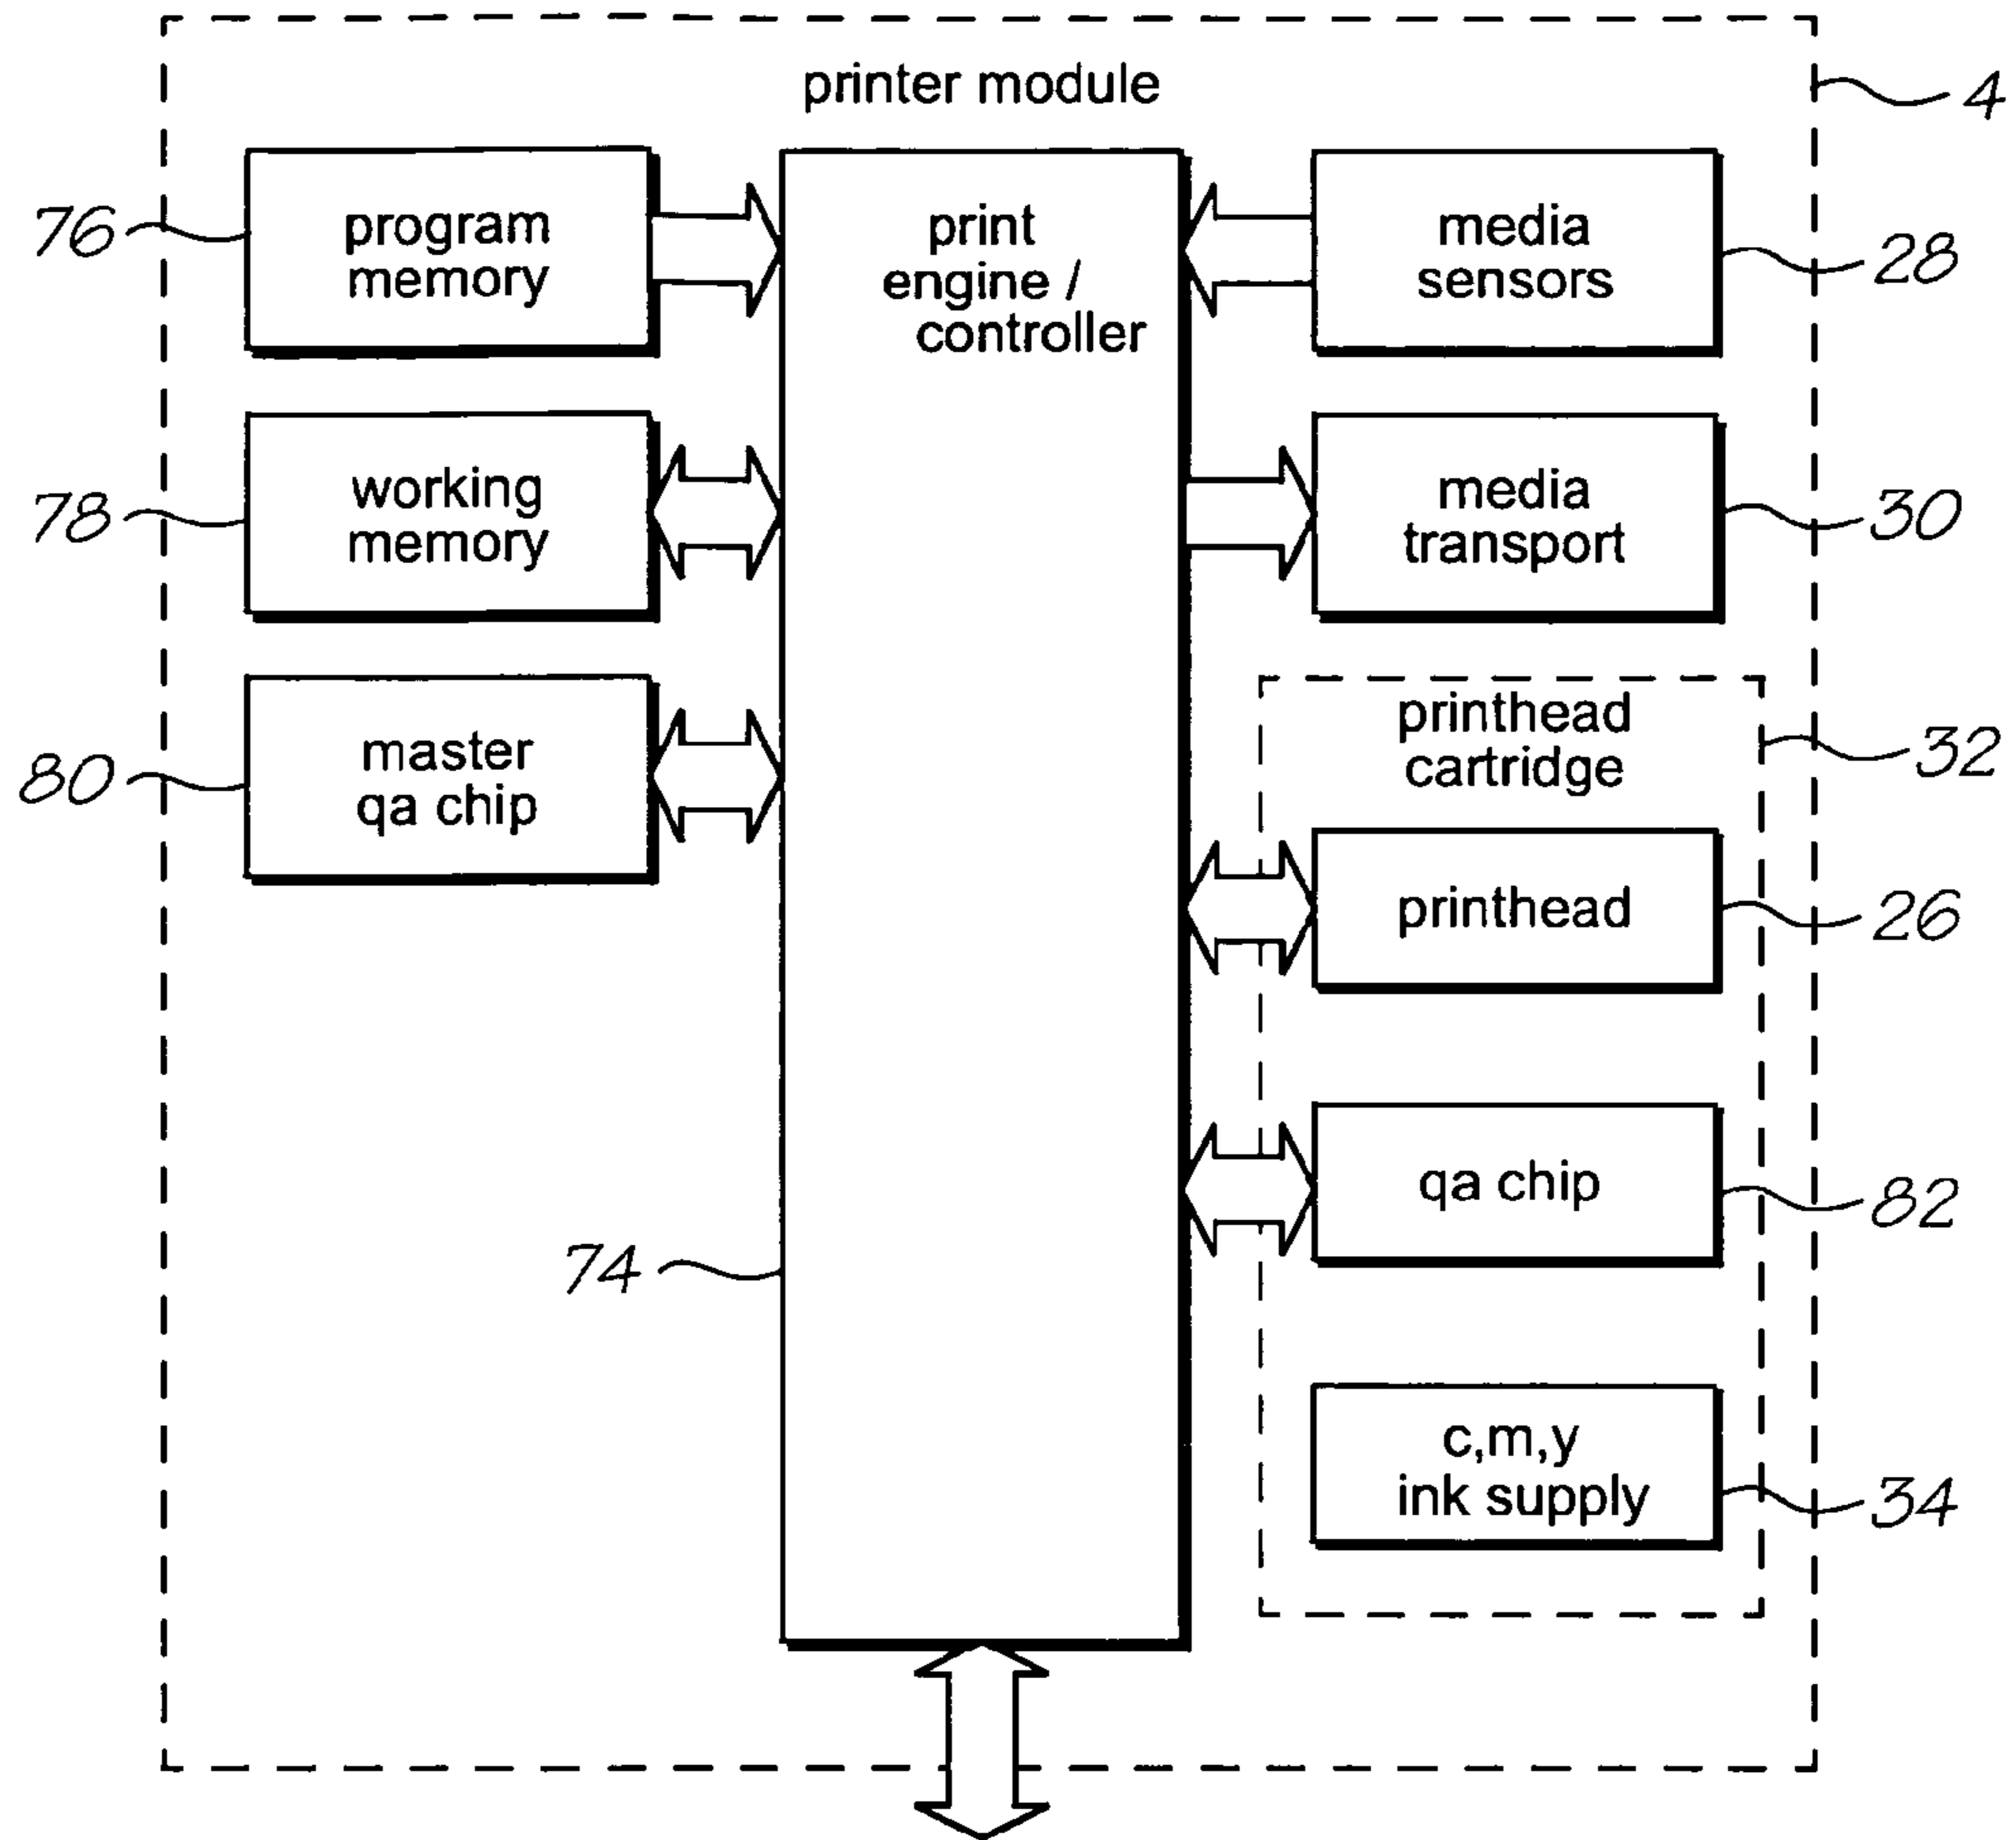 printer module
4
76
program
memory
print
engine /
controller
media
sensors
28
78
working
memory
media
transport
30
80
master
qa chip
printhead
cartridge
32
printhead
26
qa chip
82
74
c,m,y
ink supply
34